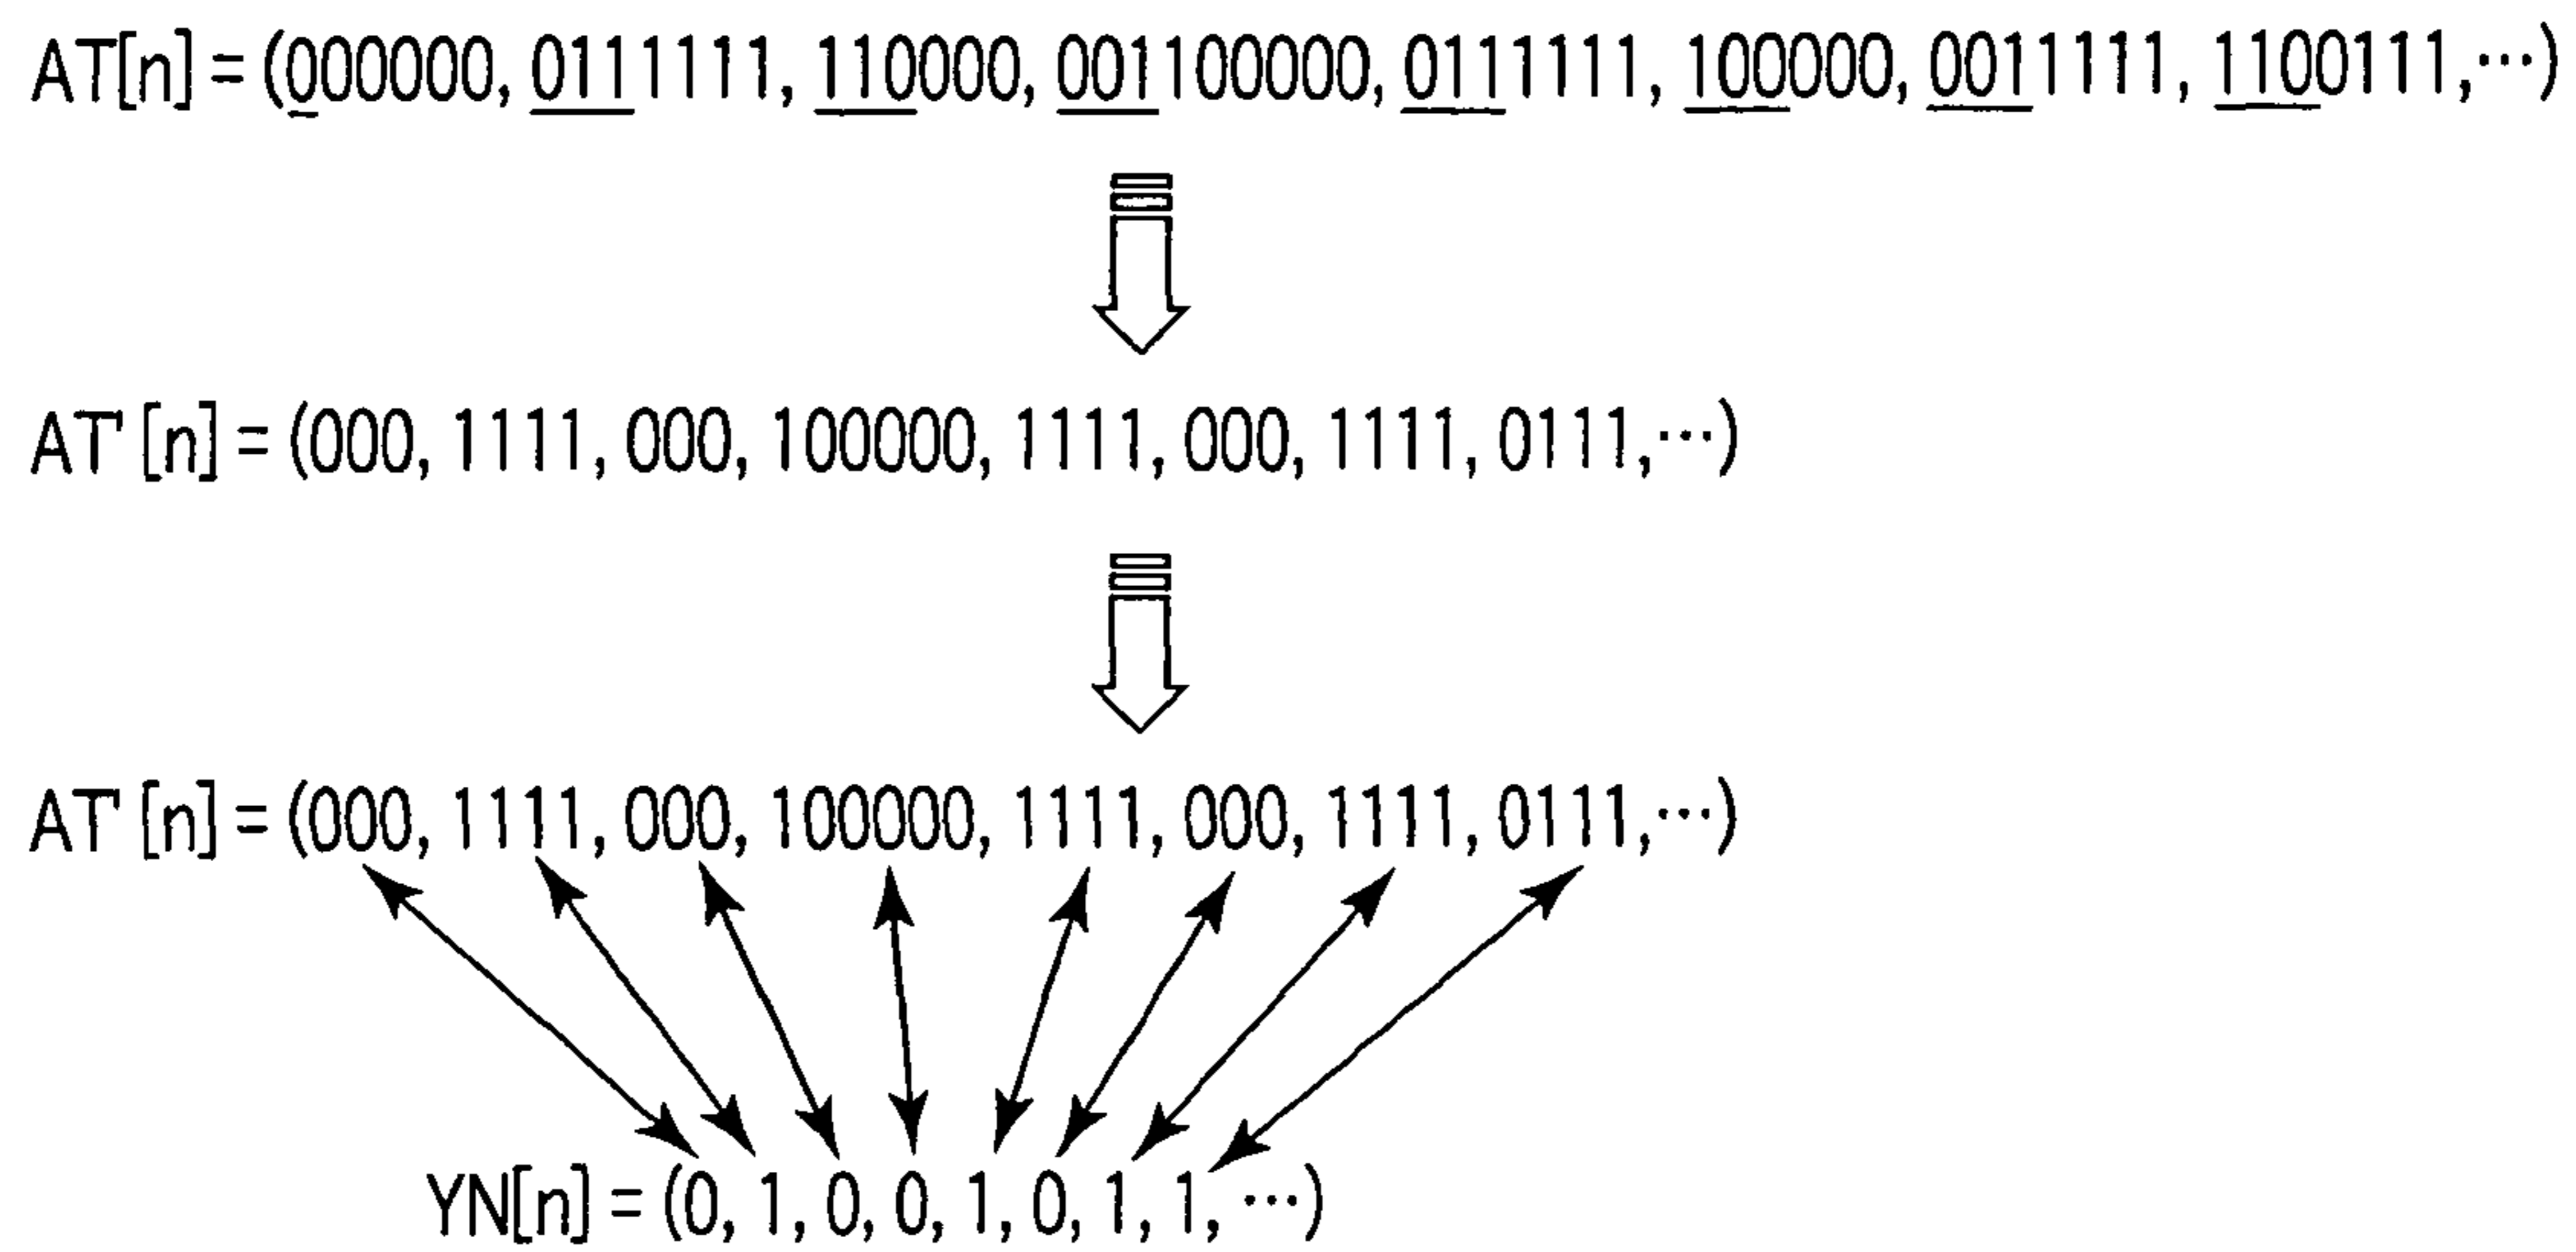 AT[n] = (000000, 0111111, 110000, 001100000, 0111111, 100000, 0011111, 1100111, ···)
AT' [n] = (000, 1111, 000, 100000, 1111, 000, 1111, 0111, ···)
AT' [n] = (000, 1111, 000, 100000, 1111, 000, 1111, 0111, ···)
YN[n] = (0, 1, 0, 0, 1, 0, 1, 1, ···)